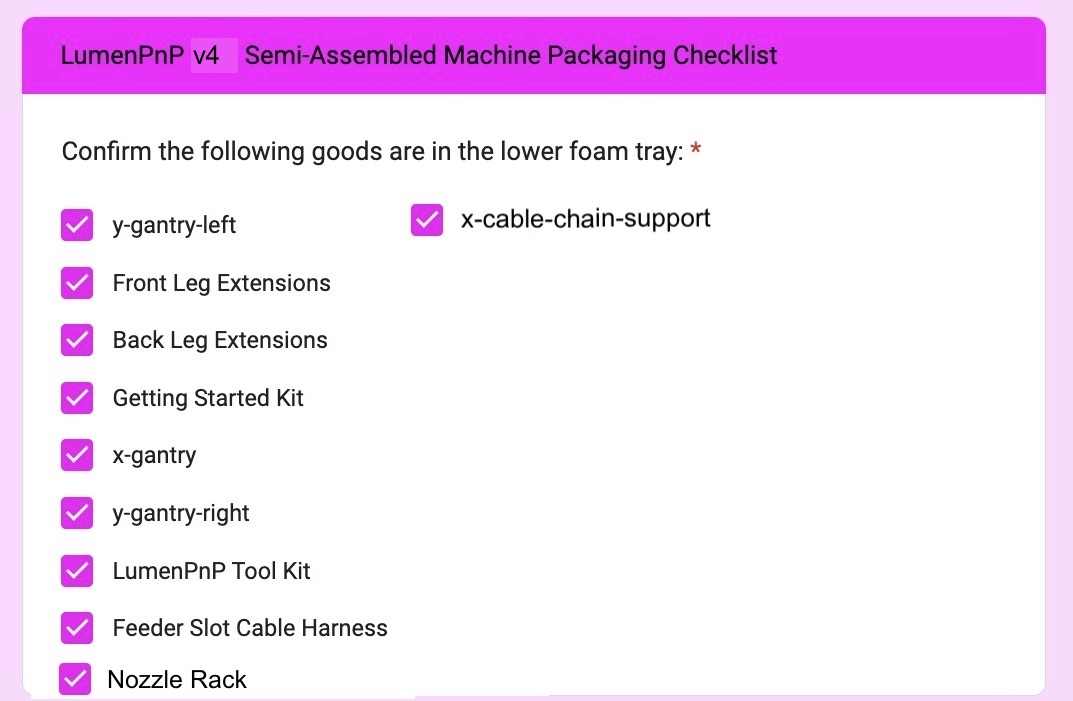 LumenPnP v4 Semi-Assembled Machine Packaging Checklist
Confirm the following goods are in the lower foam tray: *
y-gantry-left
x-cable-chain-support
Front Leg Extensions
Back Leg Extensions
Getting Started Kit
x-gantry
y-gantry-right
LumenPnP Tool Kit
Feeder Slot Cable Harness
Nozzle Rack